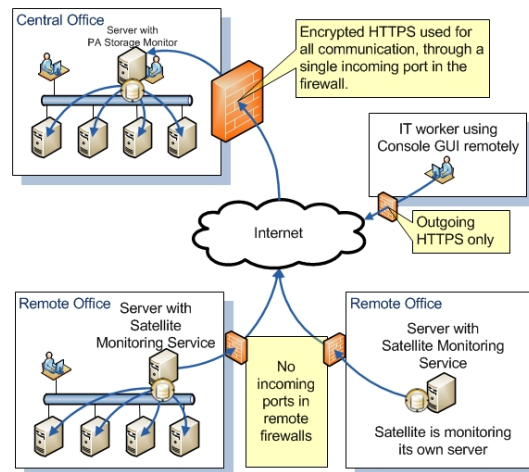 Central Office
Server with
PA Storage Monitor
Encrypted HTTPS used for
all communication, through a
single incoming port in the
firewall.
IT worker using
Console GUI remotely
Outgoing
HTTPS only
Internet
Remote Office
Server with
Satellite
Monitoring Service
No
incoming
ports in
remote
firewalls
Remote Office
Server with
Satellite Monitoring
Service
Satellite is monitoring
its own server